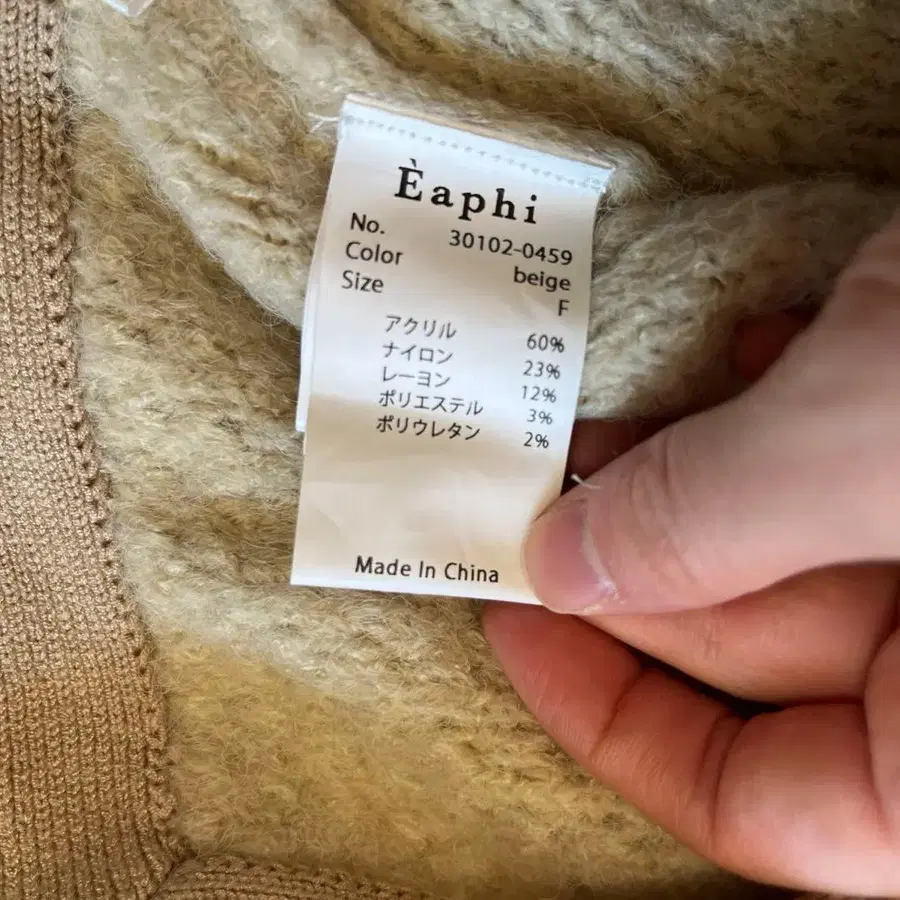 Èaphi
No. 30102-0459
Color beige
Size F
アクリル 60%
ナイロン 23%
レーヨン 12%
ポリエステル 3%
ポリウレタン 2%
Made In China